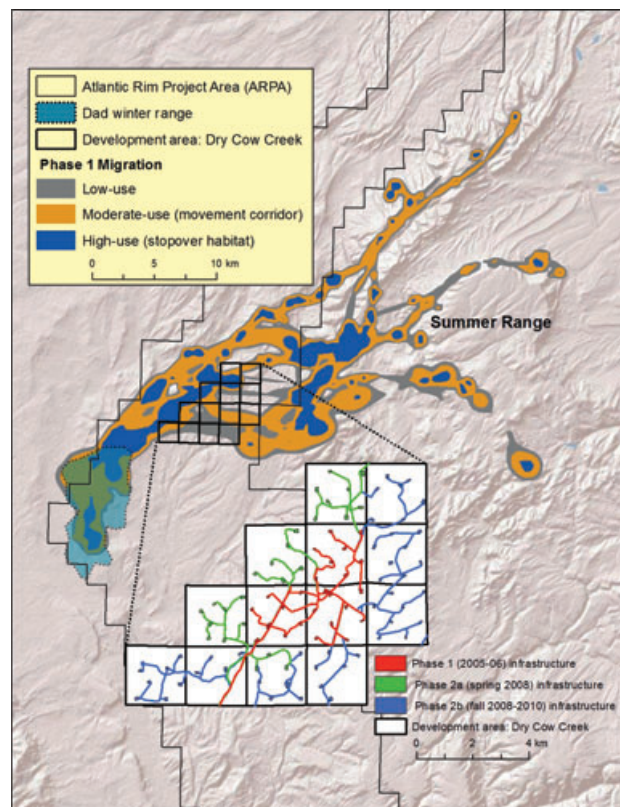 Atlantic Rim Project Area (ARPA)
Dad winter range
Development area: Dry Cow Creek
Phase 1 Migration
Low-use
Moderate-use (movement corridor)
High-use (stopover habitat)
0 5 10 km
Summer Range
Phase 1 (2005-06) infrastructure
Phase 2a (spring 2008) infrastructure
Phase 2b (fall 2008-2010) infrastructure
Development area: Dry Cow Creek
0 2 4 km